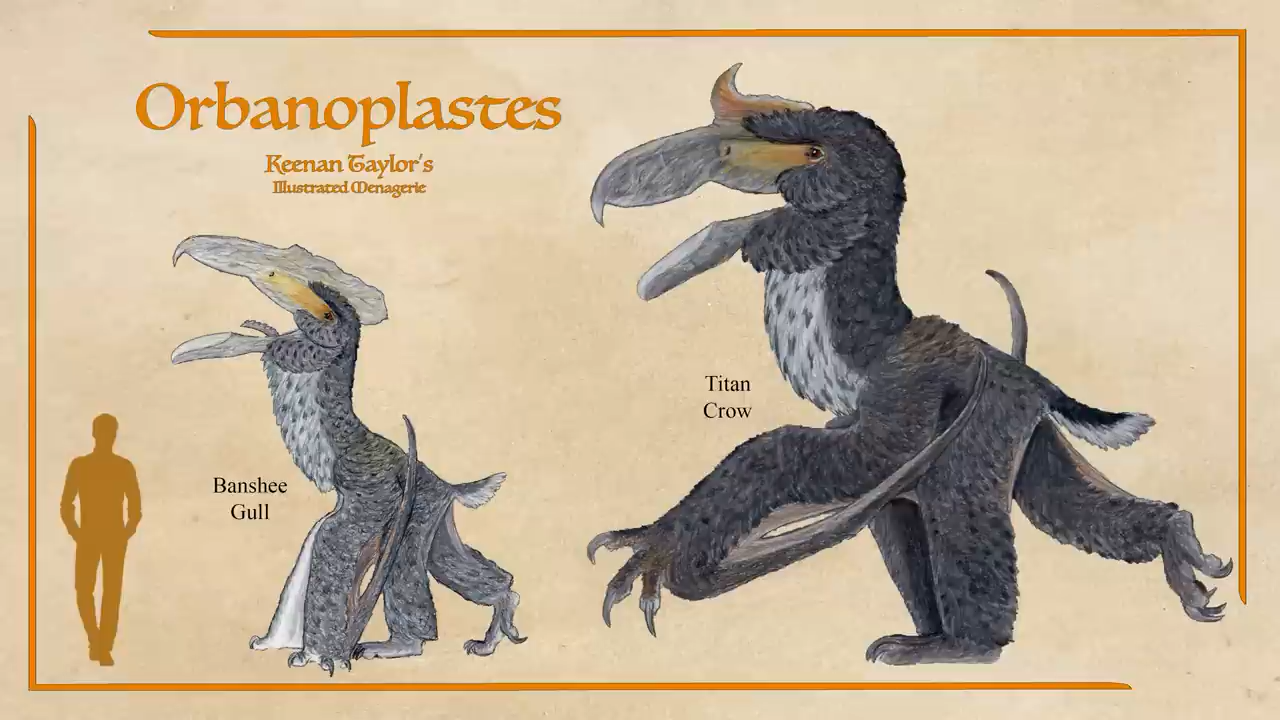 Orbanoplastes
Keenan Taylor's
Illustrated Menagerie
Titan
Crow
Banshee
Gull